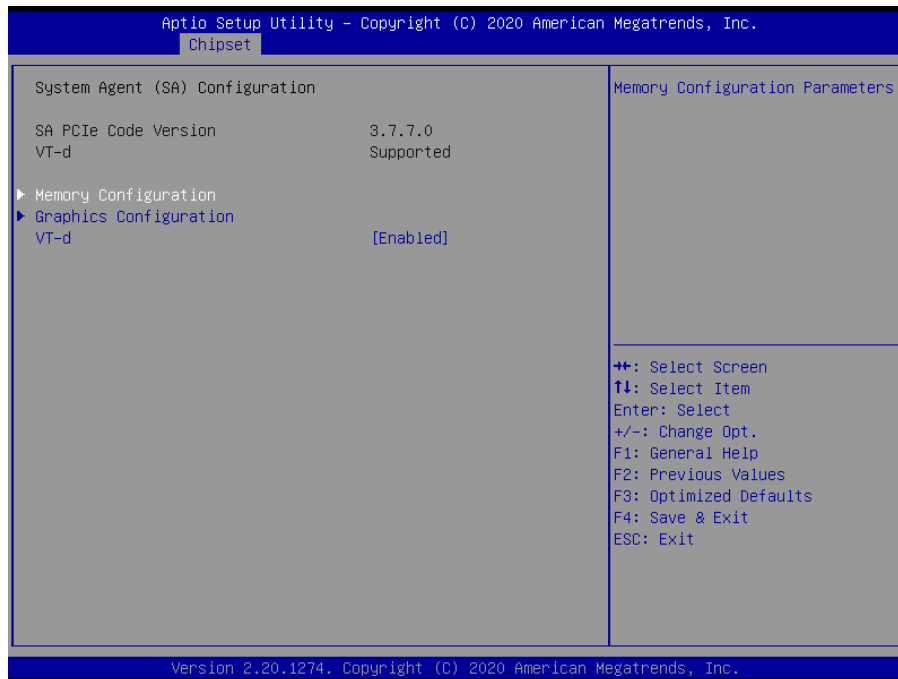 Aptio Setup Utility – Copyright (C) 2020 American Megatrends, Inc.
Chipset
System Agent (SA) Configuration
SA PCIe Code Version 3.7.7.0
VT-d Supported
Memory Configuration
Graphics Configuration
VT-d [Enabled]
Memory Configuration Parameters
→←: Select Screen
↑↓: Select Item
Enter: Select
+/-: Change Opt.
F1: General Help
F2: Previous Values
F3: Optimized Defaults
F4: Save & Exit
ESC: Exit
Version 2.20.1274. Copyright (C) 2020 American Megatrends, Inc.